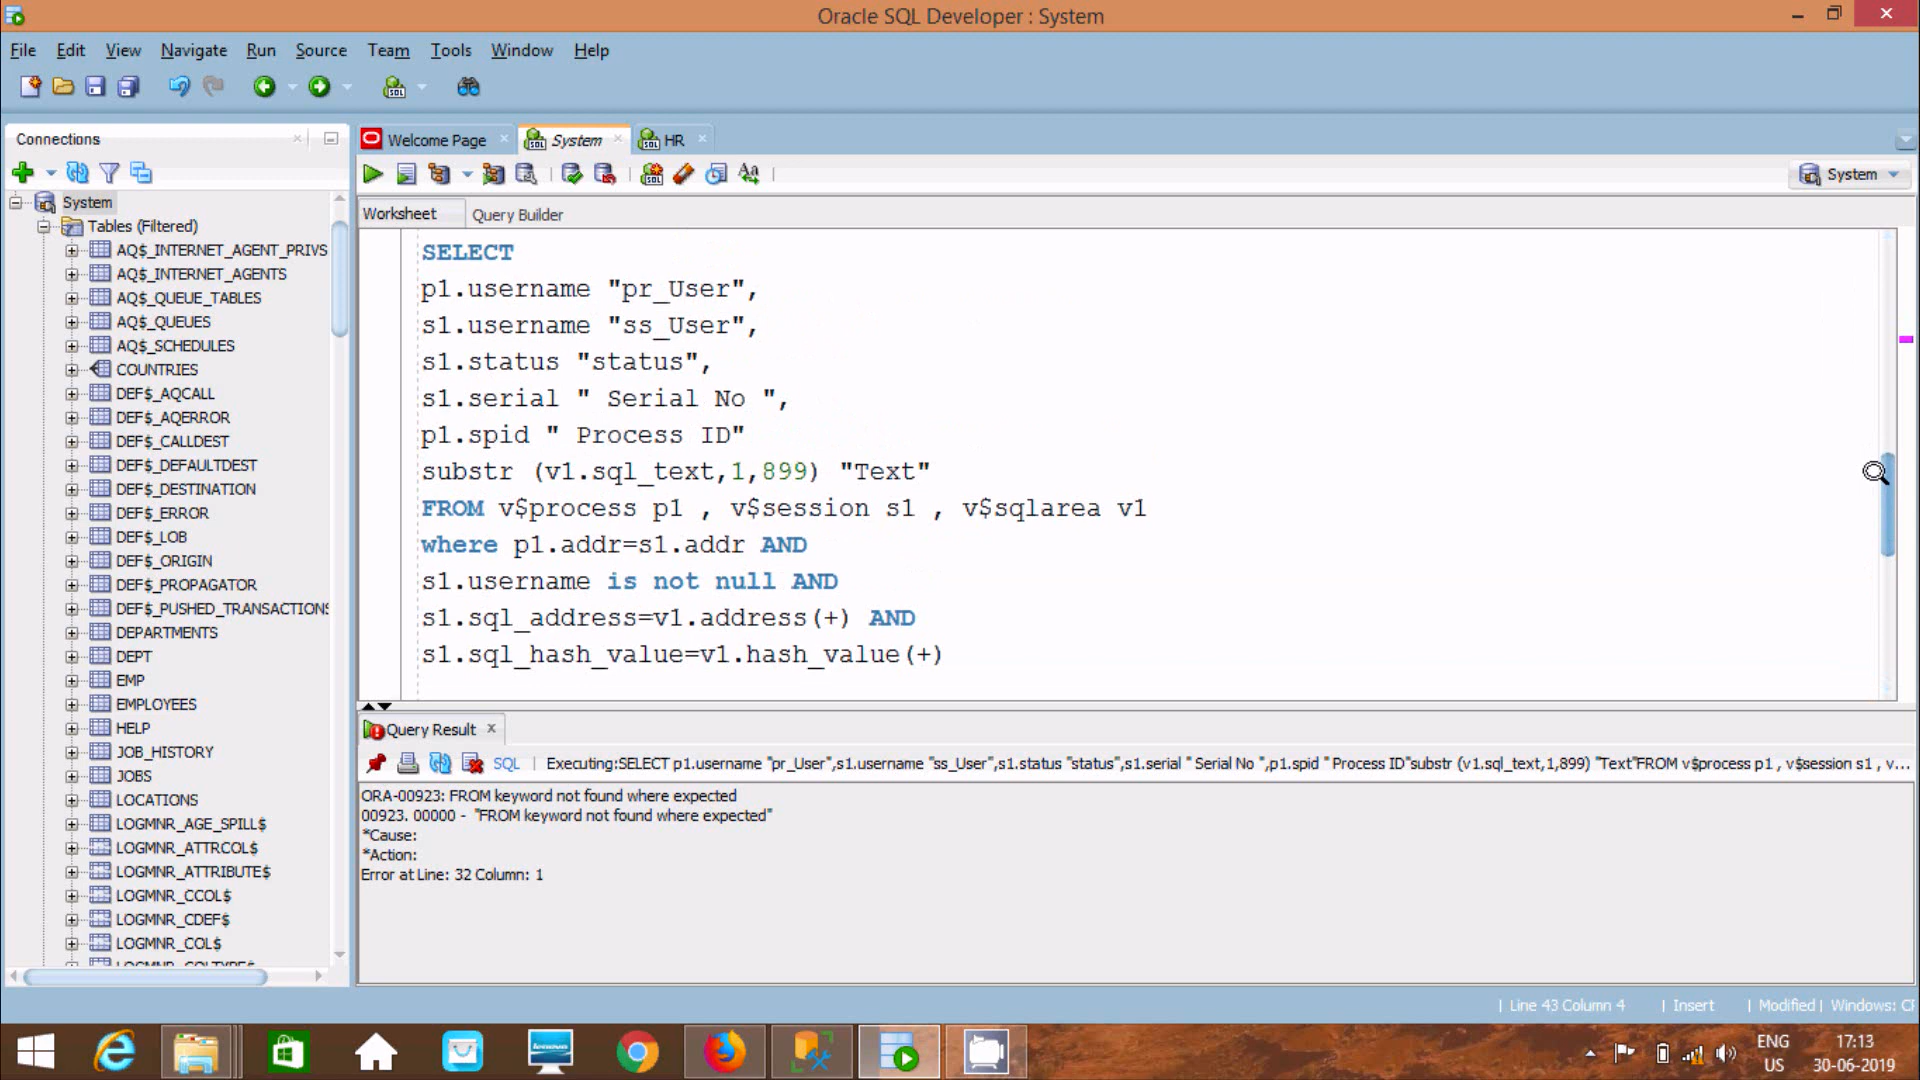 Oracle SQL Developer : System
File Edit View Navigate Run Source Team Tools Window Help
Connections
Welcome Page
System
HR
System
Worksheet Query Builder
System
Tables (Filtered)
AQ$_INTERNET_AGENT_PRIVS
AQ$_INTERNET_AGENTS
AQ$_QUEUE_TABLES
AQ$_QUEUES
AQ$_SCHEDULES
COUNTRIES
DEF$_AQCALL
DEF$_AQERROR
DEF$_CALLDEST
DEF$_DEFAULTDEST
DEF$_DESTINATION
DEF$_ERROR
DEF$_LOB
DEF$_ORIGIN
DEF$_PROPAGATOR
DEF$_PUSHED_TRANSACTIONS
DEPARTMENTS
DEPT
EMP
EMPLOYEES
HELP
JOB_HISTORY
JOBS
LOCATIONS
LOGMNR_AGE_SPILL$
LOGMNR_ATTRCOL$
LOGMNR_ATTRIBUTE$
LOGMNR_CCOL$
LOGMNR_CDEF$
LOGMNR_COL$
LOGMNR_COLTYPE$
SELECT
p1.username "pr_User",
s1.username "ss_User",
s1.status "status",
s1.serial " Serial No ",
p1.spid " Process ID"
substr (v1.sql_text,1,899) "Text"
FROM v$process p1 , v$session s1 , v$sqlarea v1
where p1.addr=s1.addr AND
s1.username is not null AND
s1.sql_address=v1.address(+) AND
s1.sql_hash_value=v1.hash_value(+)
Query Result
SQL | Executing:SELECT p1.username "pr_User",s1.username "ss_User",s1.status "status",s1.serial " Serial No ",p1.spid " Process ID"substr (v1.sql_text,1,899) "Text"FROM v$process p1 , v$session s1 , v...
ORA-00923: FROM keyword not found where expected
00923. 00000 - "FROM keyword not found where expected"
*Cause:
*Action:
Error at Line: 32 Column: 1
| Line 43 Column 4 | Insert | Modified | Windows: CF
ENG
US
17:13
30-06-2019